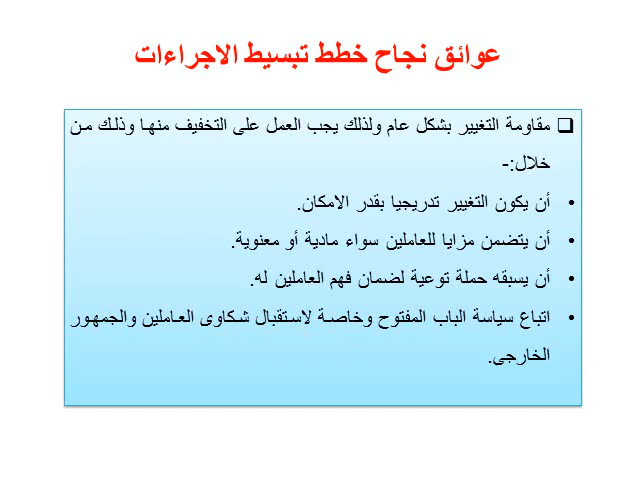 عوائق نجاح خطط تبسيط الاجراءات
❑ مقاومة التغيير بشكل عام ولذلك يجب العمل على التخفيف منها وذلك من
خلال:-
• أن يكون التغيير تدريجيا بقدر الامكان.
• أن يتضمن مزايا للعاملين سواء مادية أو معنوية.
• أن يسبقه حملة توعية لضمان فهم العاملين له.
• اتباع سياسة الباب المفتوح وخاصة لاستقبال شكاوى العاملين والجمهور
الخارجى.